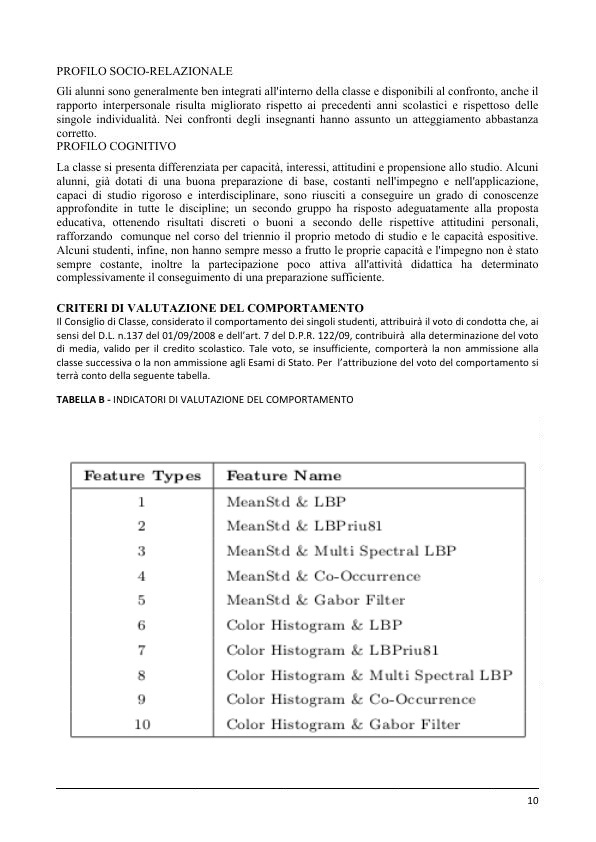 PROFILO SOCIO-RELAZIONALE
Gli alunni sono generalmente ben integrati all'interno della classe e disponibili al confronto, anche il
rapporto interpersonale risulta migliorato rispetto ai precedenti anni scolastici e rispettoso delle
singole individualità. Nei confronti degli insegnanti hanno assunto un atteggiamento abbastanza
corretto.
PROFILO COGNITIVO
La classe si presenta differenziata per capacità, interessi, attitudini e propensione allo studio. Alcuni
alunni, già dotati di una buona preparazione di base, costanti nell'impegno e nell'applicazione,
capaci di studio rigoroso e interdisciplinare, sono riusciti a conseguire un grado di conoscenze
approfondite in tutte le discipline; un secondo gruppo ha risposto adeguatamente alla proposta
educativa, ottenendo risultati discreti o buoni a secondo delle rispettive attitudini personali,
rafforzando comunque nel corso del triennio il proprio metodo di studio e le capacità espositive.
Alcuni studenti, infine, non hanno sempre messo a frutto le proprie capacità e l'impegno non è stato
sempre costante, inoltre la partecipazione poco attiva all'attività didattica ha determinato
complessivamente il conseguimento di una preparazione sufficiente.
CRITERI DI VALUTAZIONE DEL COMPORTAMENTO
Il Consiglio di Classe, considerato il comportamento dei singoli studenti, attribuirà il voto di condotta che, ai
sensi del D.L. n.137 del 01/09/2008 e dell'art. 7 del D.P.R. 122/09, contribuirà alla determinazione del voto
di media, valido per il credito scolastico. Tale voto, se insufficiente, comporterà la non ammissione alla
classe successiva o la non ammissione agli Esami di Stato. Per l'attribuzione del voto del comportamento si
terrà conto della seguente tabella.
TABELLA B - INDICATORI DI VALUTAZIONE DEL COMPORTAMENTO
Feature Types Feature Name
1 MeanStd & LBP
2 MeanStd & LBPriu81
3 MeanStd & Multi Spectral LBP
4 MeanStd & Co-Occurrence
5 MeanStd & Gabor Filter
6 Color Histogram & LBP
7 Color Histogram & LBPriu81
8 Color Histogram & Multi Spectral LBP
9 Color Histogram & Co-Occurrence
10 Color Histogram & Gabor Filter
10